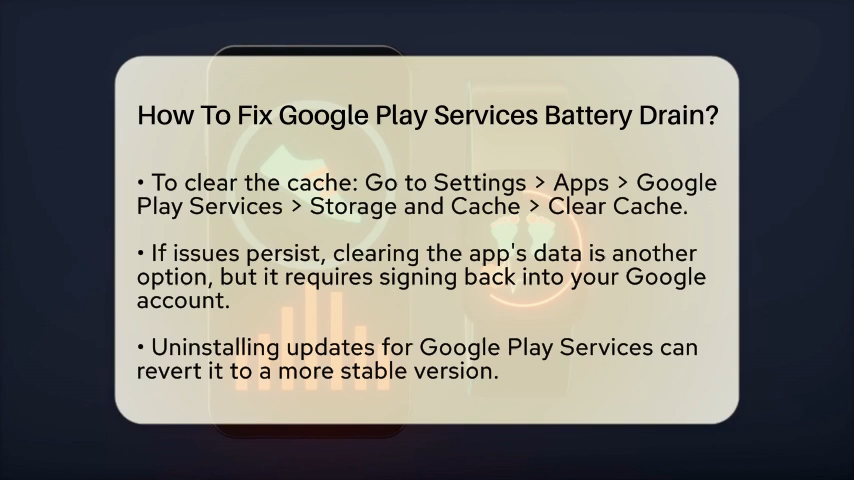 How To Fix Google Play Services Battery Drain?
• To clear the cache: Go to Settings > Apps > Google
Play Services > Storage and Cache > Clear Cache.
• If issues persist, clearing the app's data is another
option, but it requires signing back into your Google
account.
• Uninstalling updates for Google Play Services can
revert it to a more stable version.